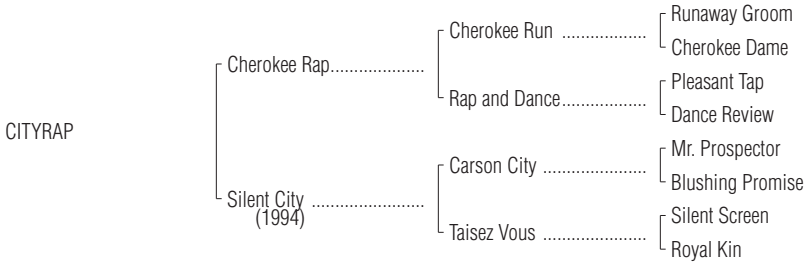 CITYRAP
Cherokee Rap.....................
Silent City ........................
(1994)
Cherokee Run ..................
Rap and Dance..................
Carson City ......................
Taisez Vous ......................
Runaway Groom
Cherokee Dame
Pleasant Tap
Dance Review
Mr. Prospector
Blushing Promise
Silent Screen
Royal Kin